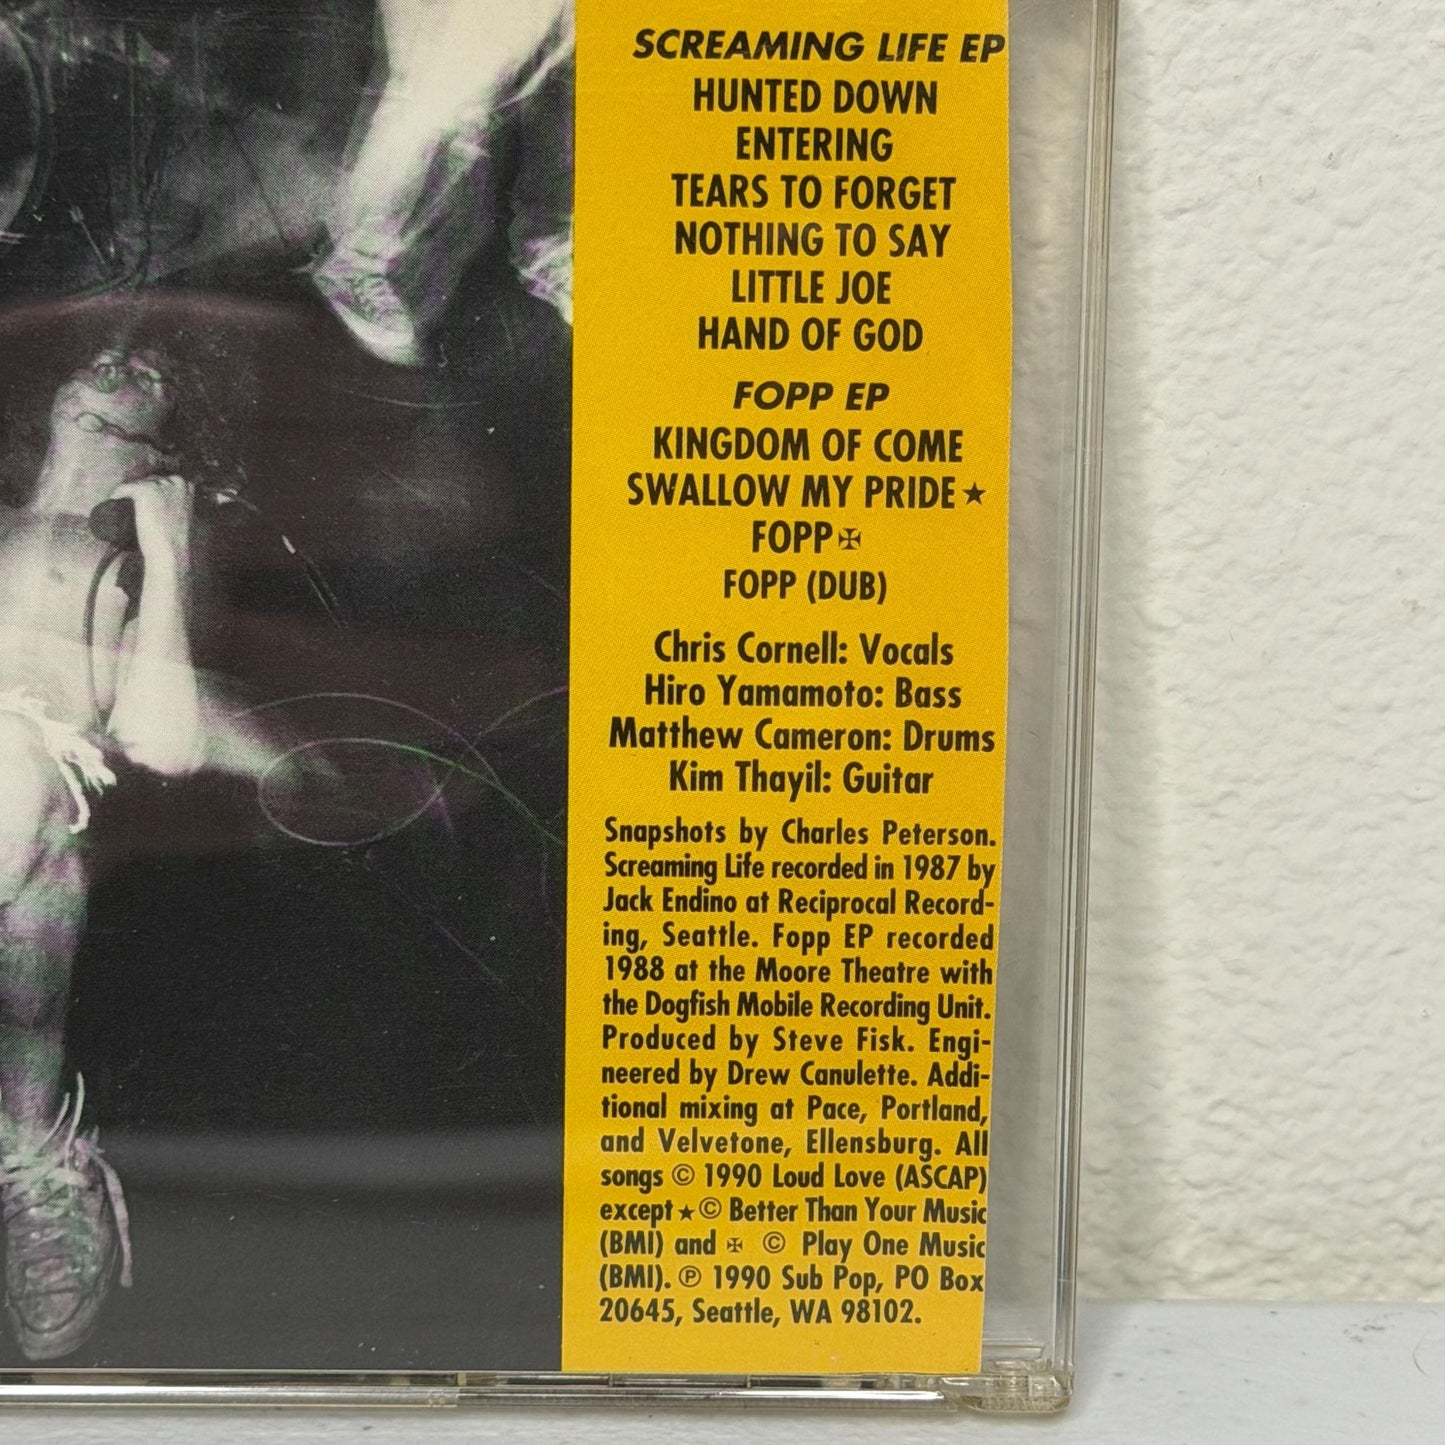 SCREAMING LIFE EP
HUNTED DOWN
ENTERING
TEARS TO FORGET
NOTHING TO SAY
LITTLE JOE
HAND OF GOD
FOPP EP
KINGDOM OF COME
SWALLOW MY PRIDE ★
FOPP ✠
FOPP (DUB)
Chris Cornell: Vocals
Hiro Yamamoto: Bass
Matthew Cameron: Drums
Kim Thayil: Guitar
Snapshots by Charles Peterson.
Screaming Life recorded in 1987 by
Jack Endino at Reciprocal Record-
ing, Seattle. Fopp EP recorded
1988 at the Moore Theatre with
the Dogfish Mobile Recording Unit.
Produced by Steve Fisk. Engi-
neered by Drew Canulette. Addi-
tional mixing at Pace, Portland,
and Velvetone, Ellensburg. All
songs © 1990 Loud Love (ASCAP)
except ★ © Better Than Your Music
(BMI) and ✠ © Play One Music
(BMI). ℗ 1990 Sub Pop, PO Box
20645, Seattle, WA 98102.